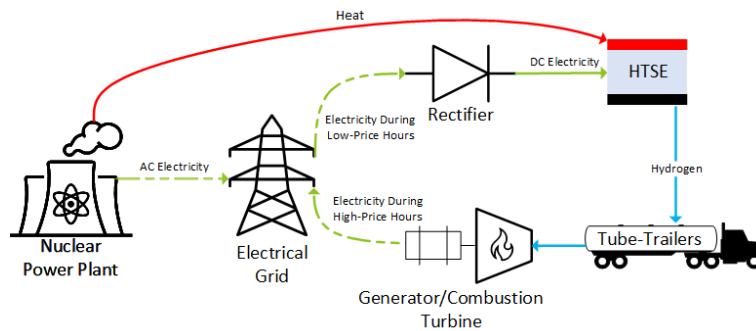 Heat
DC Electricity
HTSE
Electricity During
Low-Price Hours
Rectifier
AC Electricity
Hydrogen
Electricity During
High-Price Hours
Tube-Trailers
Nuclear
Power Plant
Electrical
Grid
Generator/Combustion
Turbine